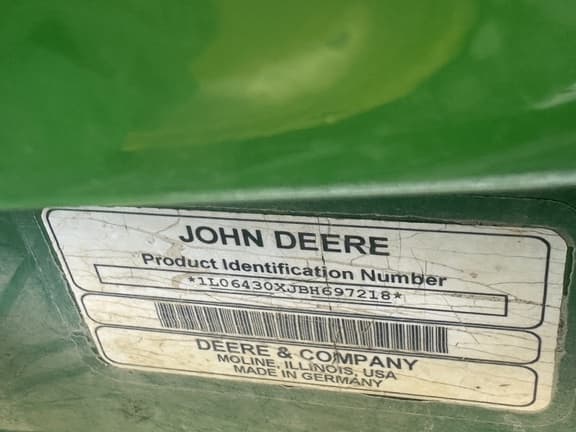 JOHN DEERE
Product Identification Number
*1L06430XJBH697218*
DEERE & COMPANY
MOLINE, ILLINOIS, USA
MADE IN GERMANY